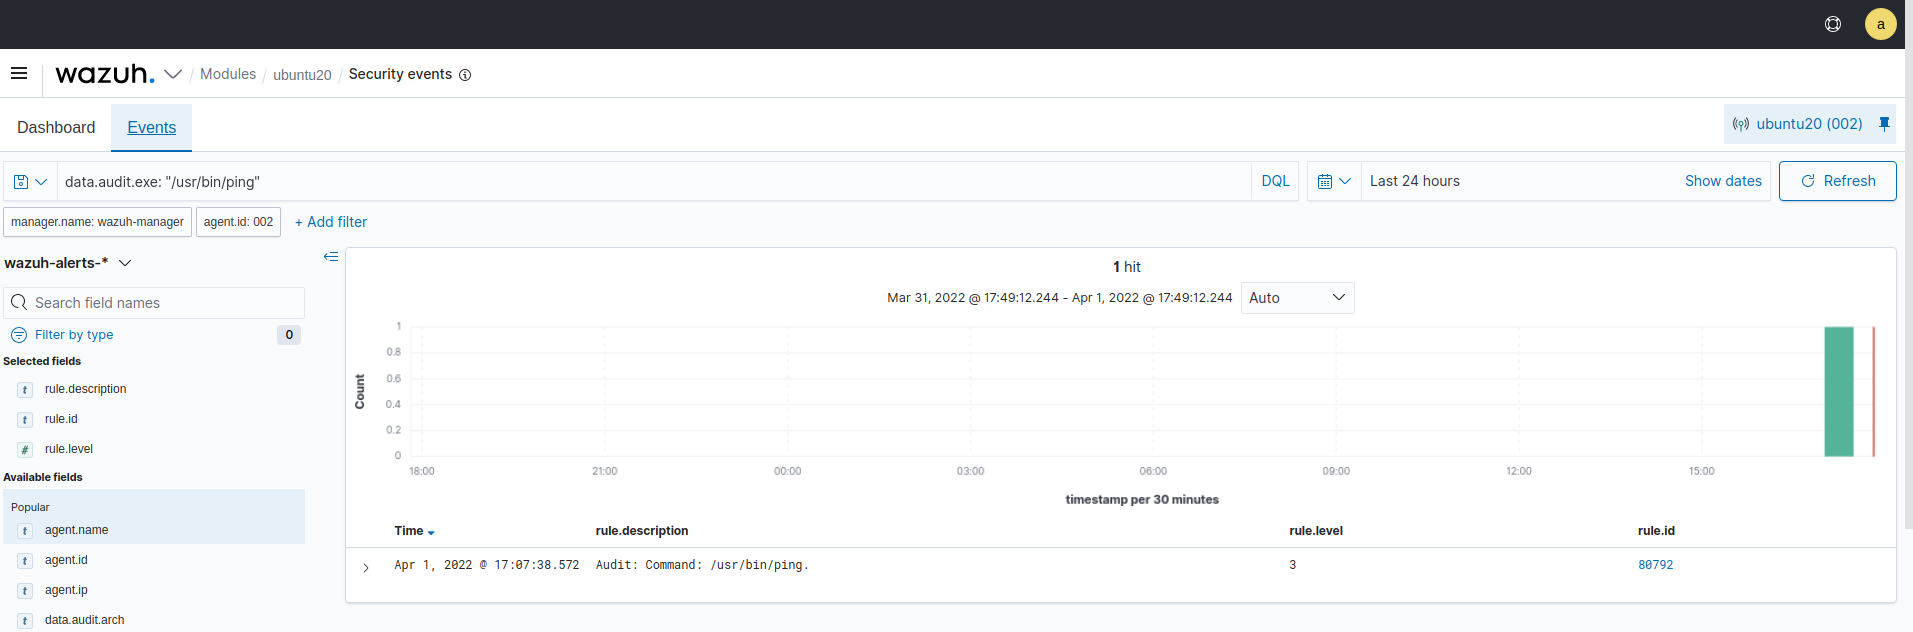 a
wazuh. / Modules / ubuntu20 / Security events
Dashboard Events
ubuntu20 (002)
data.audit.exe: "/usr/bin/ping" DQL Last 24 hours Show dates Refresh
manager.name: wazuh-manager agent.id: 002 + Add filter
wazuh-alerts-*
Search field names
Filter by type 0
Selected fields
t rule.description
t rule.id
# rule.level
Available fields
Popular
t agent.name
t agent.id
t agent.ip
t data.audit.arch
1 hit
Mar 31, 2022 @ 17:49:12.244 - Apr 1, 2022 @ 17:49:12.244 Auto
Count
1
0.8
0.6
0.4
0.2
0
18:00 21:00 00:00 03:00 06:00 09:00 12:00 15:00
timestamp per 30 minutes
Time rule.description rule.level rule.id
Apr 1, 2022 @ 17:07:38.572 Audit: Command: /usr/bin/ping. 3 80792